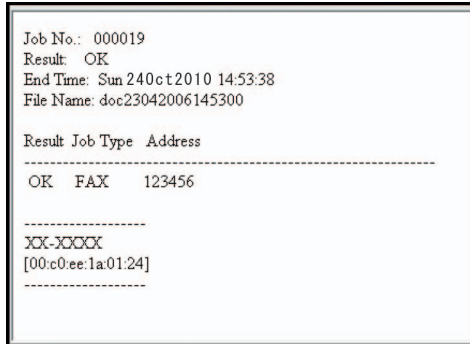 Job No.: 000019
Result: OK
End Time: Sun 24Oct2010 14:53:38
File Name: doc23042006145300
Result Job Type Address
-----------------------------------------------------------------
OK FAX 123456
-------------------
XX-XXXX
[00:c0:ee:1a:01:24]
-------------------